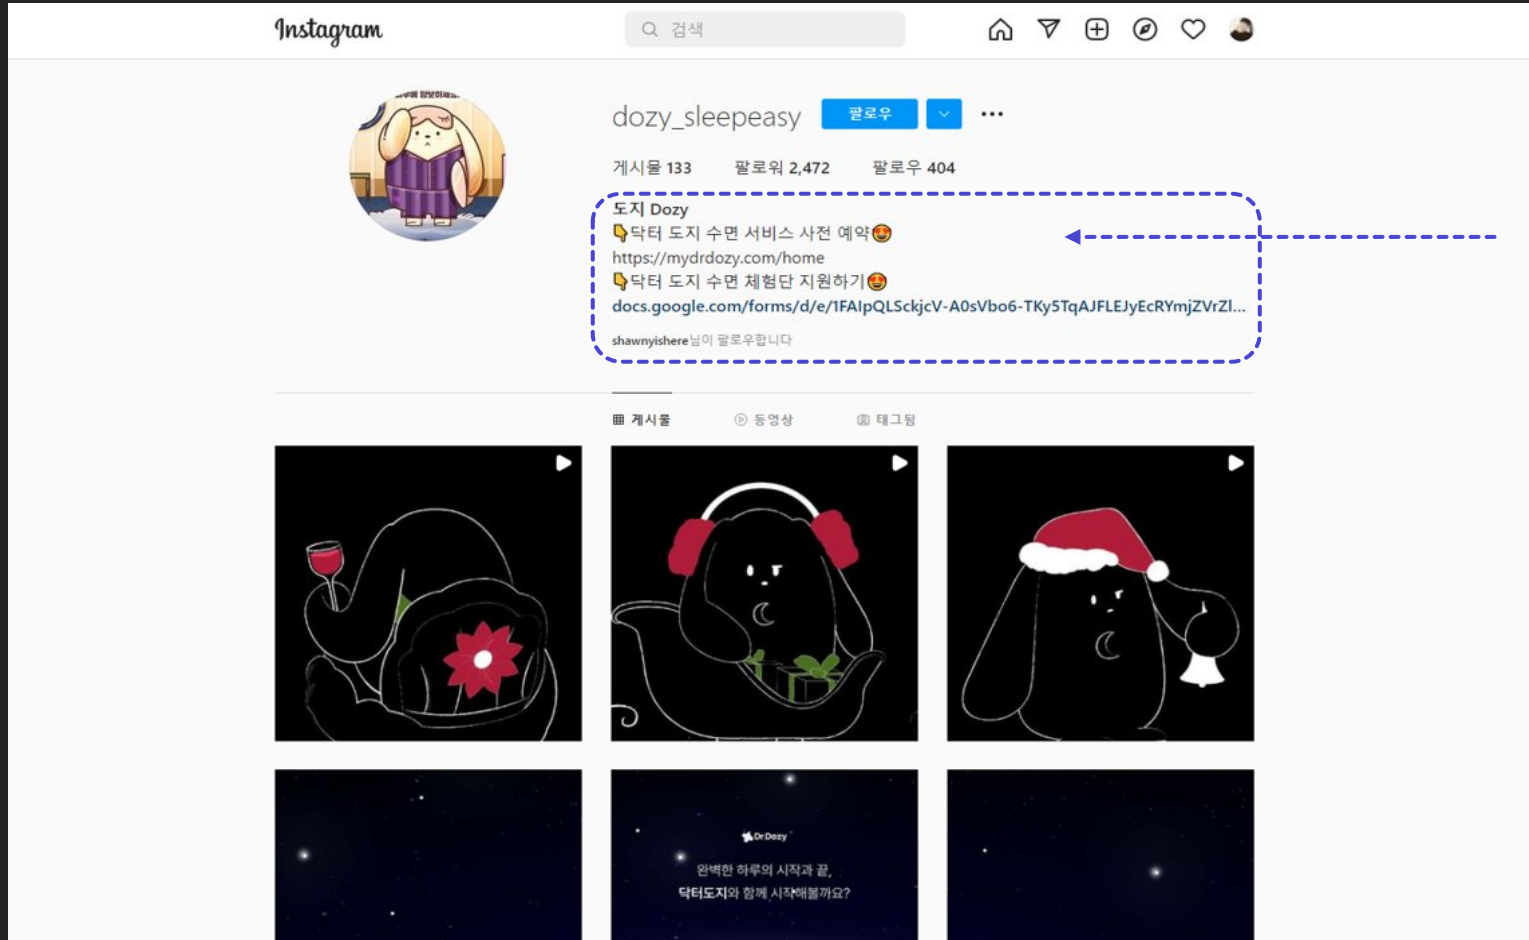 Instagram
검색
dozy_sleepeasy
팔로우
게시물 133 팔로워 2,472 팔로우 404
도지 Dozy
👇닥터 도지 수면 서비스 사전 예약😍
https://mydrdozy.com/home
👇닥터 도지 수면 체험단 지원하기😍
docs.google.com/forms/d/e/1FAIpQLSckjcV-A0sVbo6-TKy5TqAJFLEJyEcRYmjZVrZl...
shawnyishere님이 팔로우합니다
게시물 동영상 태그됨
DrDozy
완벽한 하루의 시작과 끝,
닥터도지와 함께 시작해볼까요?